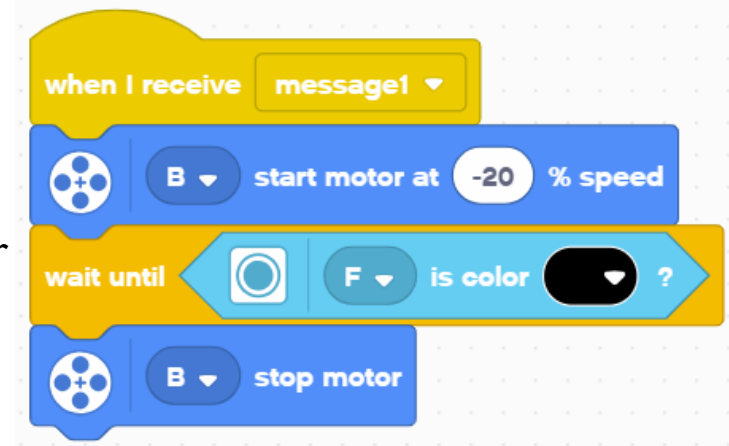 when I receive message1
B start motor at -20 % speed
r
wait until F is color ?
B stop motor